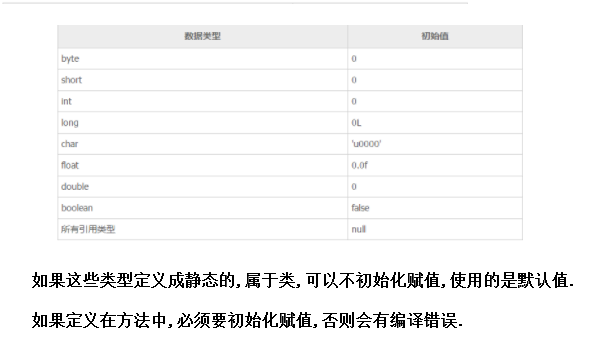 数据类型 初始值
byte 0
short 0
int 0
long 0L
char 'u0000'
float 0.0f
double 0
boolean false
所有引用类型 null
如果这些类型定义成静态的,属于类,可以不初始化赋值,使用的是默认值.
如果定义在方法中,必须要初始化赋值,否则会有编译错误.